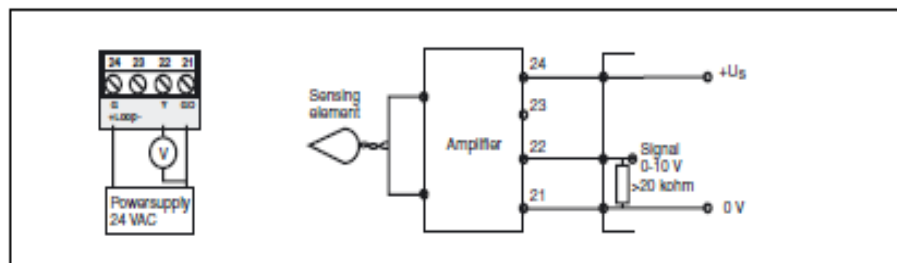 24 23 22 21
G Y GO
+Loop-
V
Powersupply
24 VAC
Sensing
element
Amplifier
24
23
22
21
+Us
Signal
0-10 V
>20 kohm
0 V